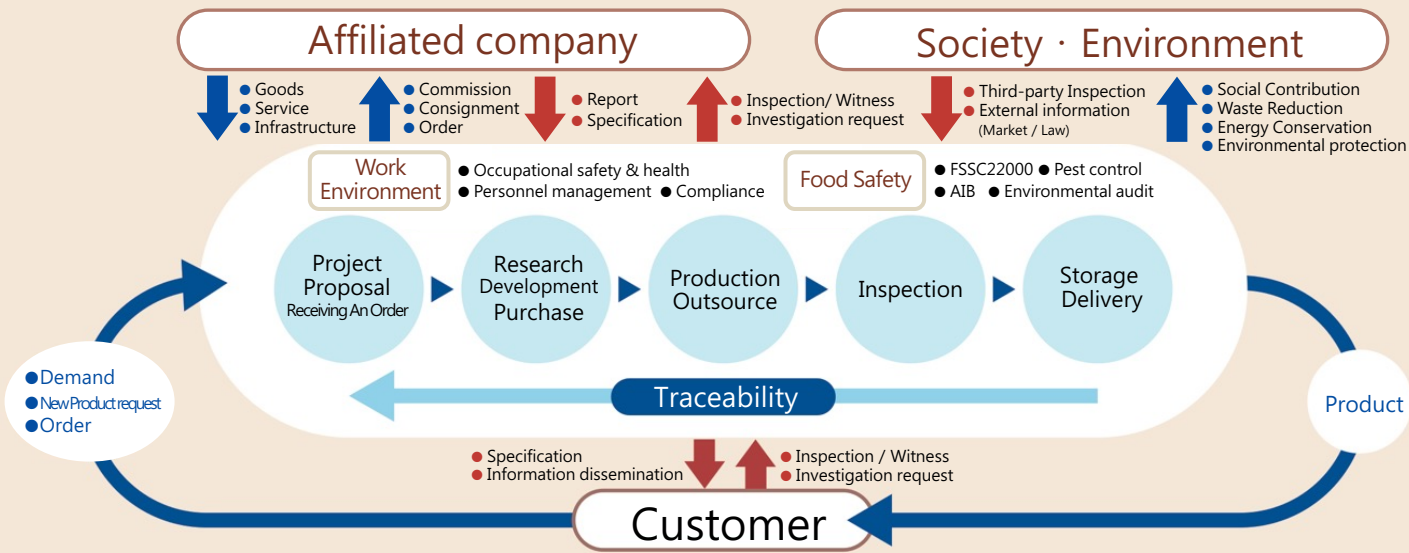 Affiliated company
Society · Environment
● Goods
● Service
● Infrastructure
● Commission
● Consignment
● Order
● Report
● Specification
● Inspection/ Witness
● Investigation request
● Third-party Inspection
● External information
(Market / Law)
● Social Contribution
● Waste Reduction
● Energy Conservation
● Environmental protection
Work
Environment
● Occupational safety & health
● Personnel management ● Compliance
Food Safety
● FSSC22000 ● Pest control
● AIB ● Environmental audit
Project
Proposal
Receiving An Order
Research
Development
Purchase
Production
Outsource
Inspection
Storage
Delivery
Traceability
● Demand
● New Product request
● Order
Product
● Specification
● Information dissemination
● Inspection / Witness
● Investigation request
Customer